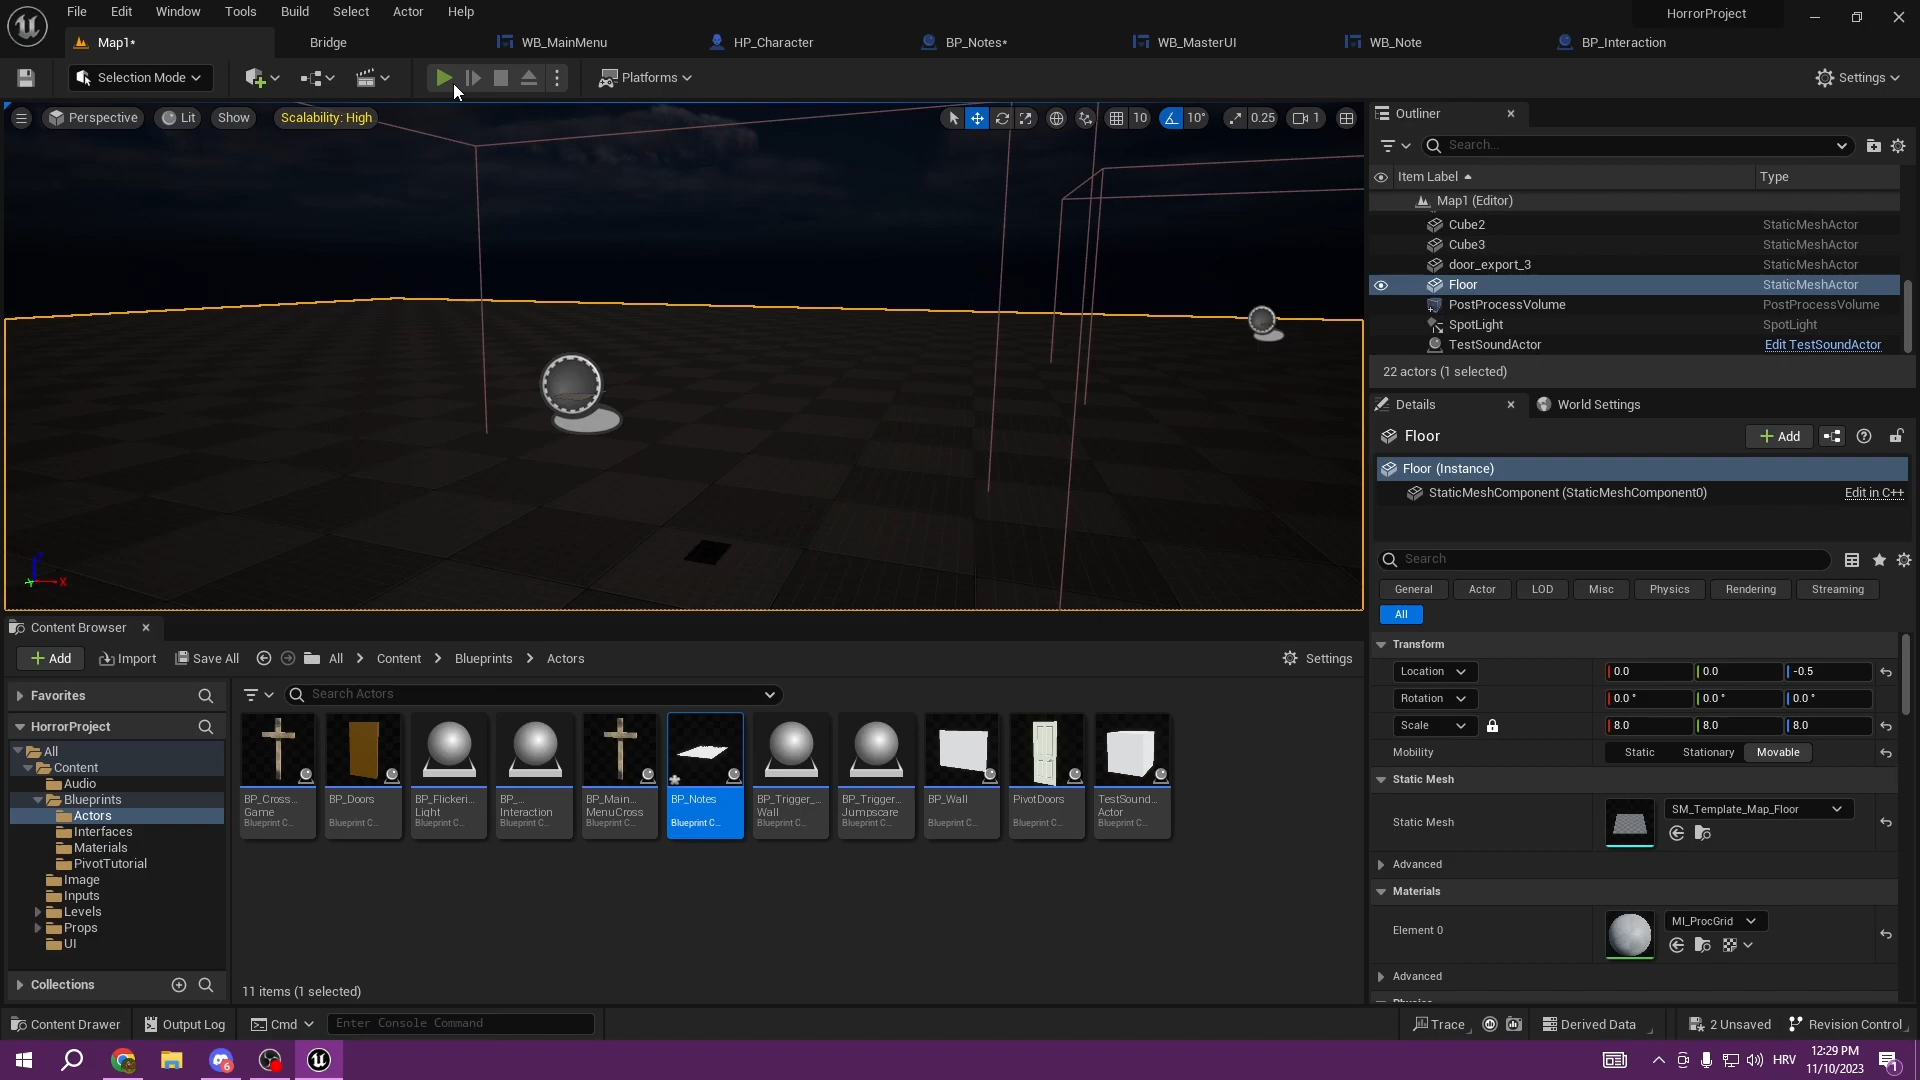 File Edit Window Tools Build Select Actor Help
HorrorProject
Map1* Bridge WB_MainMenu HP_Character BP_Notes* WB_MasterUI WB_Note BP_Interaction
Selection Mode Platforms Settings
Perspective Lit Show Scalability: High 10 10° 0.25 1
Outliner
Search...
Item Label Type
Map1 (Editor)
Cube2 StaticMeshActor
Cube3 StaticMeshActor
door_export_3 StaticMeshActor
Floor StaticMeshActor
PostProcessVolume PostProcessVolume
SpotLight SpotLight
TestSoundActor Edit TestSoundActor
22 actors (1 selected)
Details World Settings
Floor Add
Floor (Instance)
StaticMeshComponent (StaticMeshComponent0) Edit in C++
Search
General Actor LOD Misc Physics Rendering Streaming
All
Transform
Location 0.0 0.0 -0.5
Rotation 0.0° 0.0° 0.0°
Scale 8.0 8.0 8.0
Mobility Static Stationary Movable
Static Mesh
Static Mesh SM_Template_Map_Floor
Advanced
Materials
Element 0 MI_ProcGrid
Advanced
Physics
X
Content Browser
Add Import Save All All Content Blueprints Actors Settings
Favorites
Search Actors
HorrorProject
All
Content
Audio
Blueprints
Actors
Interfaces
Materials
PivotTutorial
Image
Inputs
Levels
Props
UI
Collections
BP_Cross... BP_Doors BP_Flickeri... BP_... BP_Main... BP_Notes BP_Trigger_... BP_Trigger... BP_Wall PivotDoors TestSound...
Game Light Interaction MenuCross Wall Jumpscare Actor
Blueprint C... Blueprint C... Blueprint C... Blueprint C... Blueprint C... Blueprint C... Blueprint C... Blueprint C... Blueprint C... Blueprint C... Blueprint C...
11 items (1 selected)
Content Drawer Output Log Cmd Enter Console Command Trace Derived Data 2 Unsaved Revision Control
6 HRV 12:29 PM
11/10/2023 1